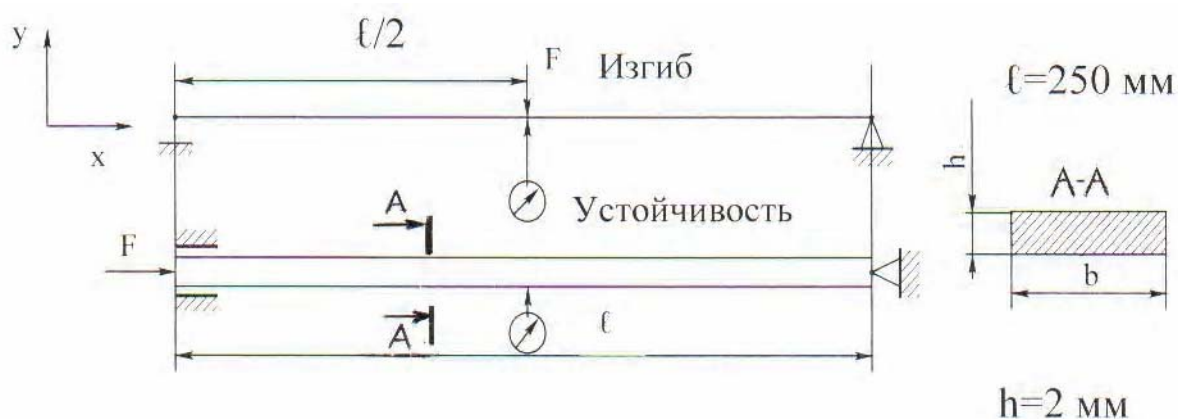 y
ℓ/2
F
Изгиб
ℓ=250 мм
x
h
A-A
A
Устойчивость
F
b
A
ℓ
h=2 мм